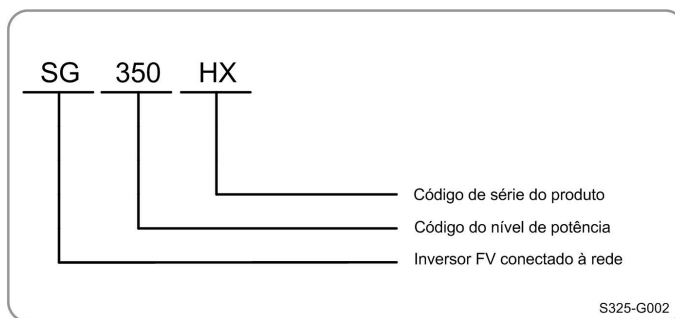 SG 350 HX
Código de série do produto
Código do nível de potência
Inversor FV conectado à rede
S325-G002